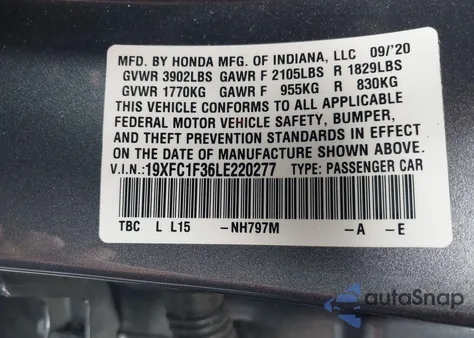 MFD. BY HONDA MFG. OF INDIANA, LLC 09/'20
GVWR 3902LBS GAWR F 2105LBS R 1829LBS
GVWR 1770KG GAWR F 955KG R 830KG
THIS VEHICLE CONFORMS TO ALL APPLICABLE
FEDERAL MOTOR VEHICLE SAFETY, BUMPER,
AND THEFT PREVENTION STANDARDS IN EFFECT
ON THE DATE OF MANUFACTURE SHOWN ABOVE.
V.I.N.:19XFC1F36LE220277 TYPE: PASSENGER CAR
TBC L L15 –NH797M –A –E
autoSnap